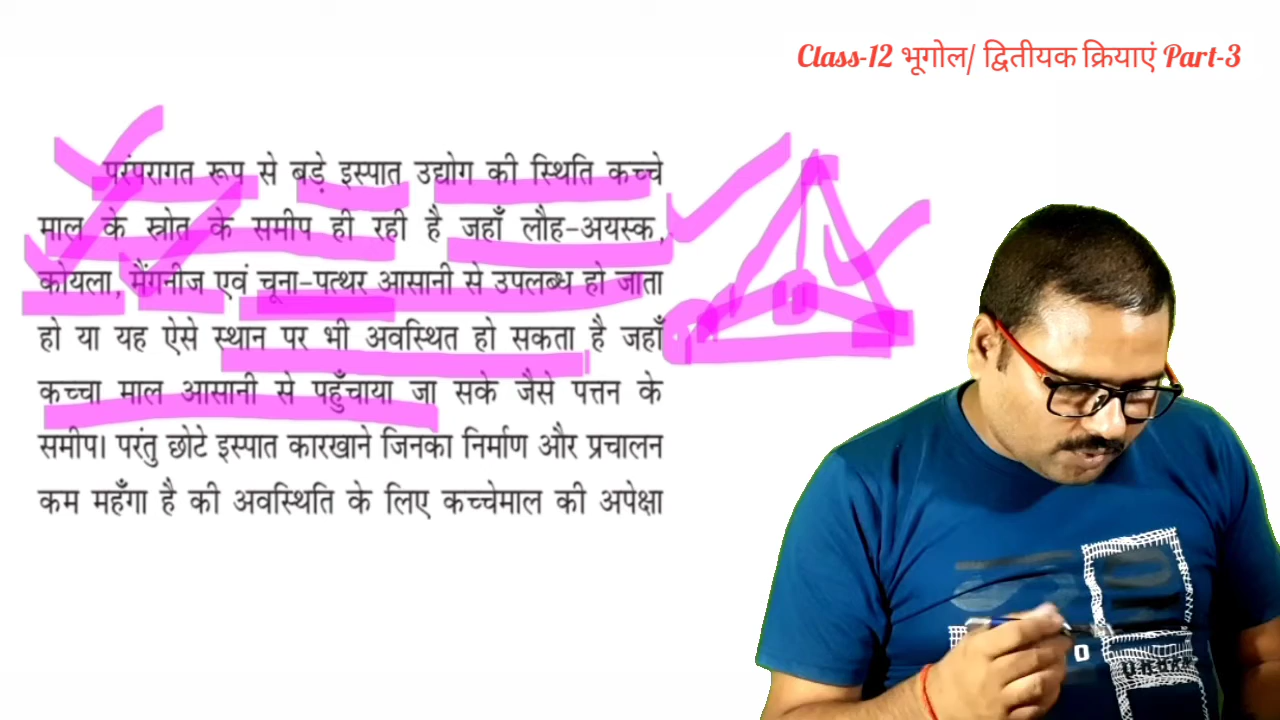 Class-12 भूगोल/ द्वितीयक क्रियाएं Part-3
परंपरागत रूप से बड़े इस्पात उद्योग की स्थिति कच्चे
माल के स्रोत के समीप ही रही है जहाँ लौह-अयस्क,
कोयला, मैंगनीज एवं चूना-पत्थर आसानी से उपलब्ध हो जाता
हो या यह ऐसे स्थान पर भी अवस्थित हो सकता है जहाँ
कच्चा माल आसानी से पहुँचाया जा सके जैसे पत्तन के
समीप। परंतु छोटे इस्पात कारखाने जिनका निर्माण और प्रचालन
कम महँगा है की अवस्थिति के लिए कच्चेमाल की अपेक्षा